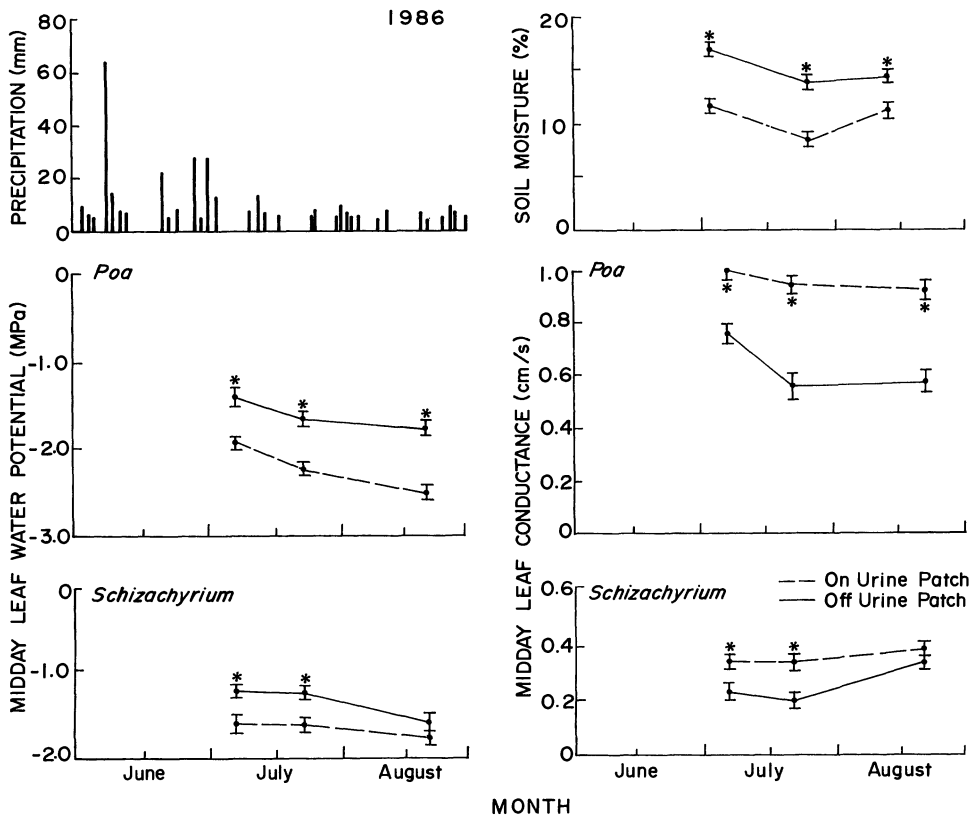 1986
PRECIPITATION (mm)
80
60
40
20
0
SOIL MOISTURE (%)
20
10
0
MIDDAY LEAF WATER POTENTIAL (MPa)
Poa
0
-1.0
-2.0
-3.0
MIDDAY LEAF CONDUCTANCE (cm/s)
Poa
1.0
0.8
0.6
0.4
0.2
0
Schizachyrium
0
-1.0
-2.0
Schizachyrium
0.6
0.4
0.2
0
On Urine Patch
Off Urine Patch
June July August
June July August
MONTH